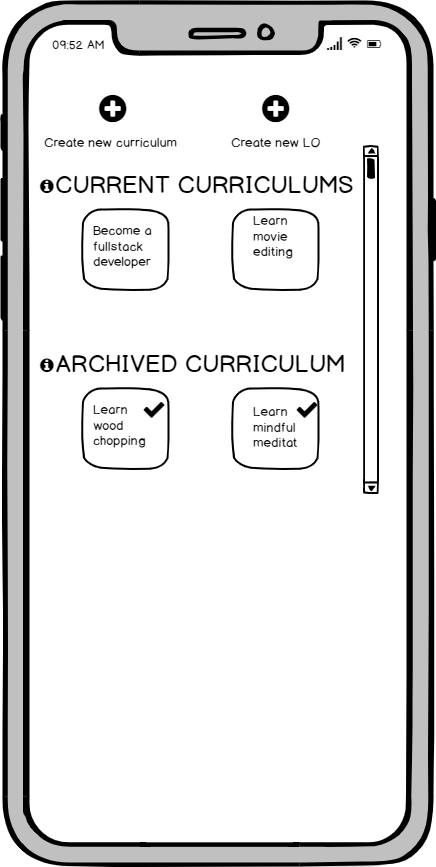 09:52 AM
Create new curriculum
Create new LO
CURRENT CURRICULUMS
Become a
fullstack
developer
Learn
movie
editing
ARCHIVED CURRICULUM
Learn
wood
chopping
Learn
mindful
meditat